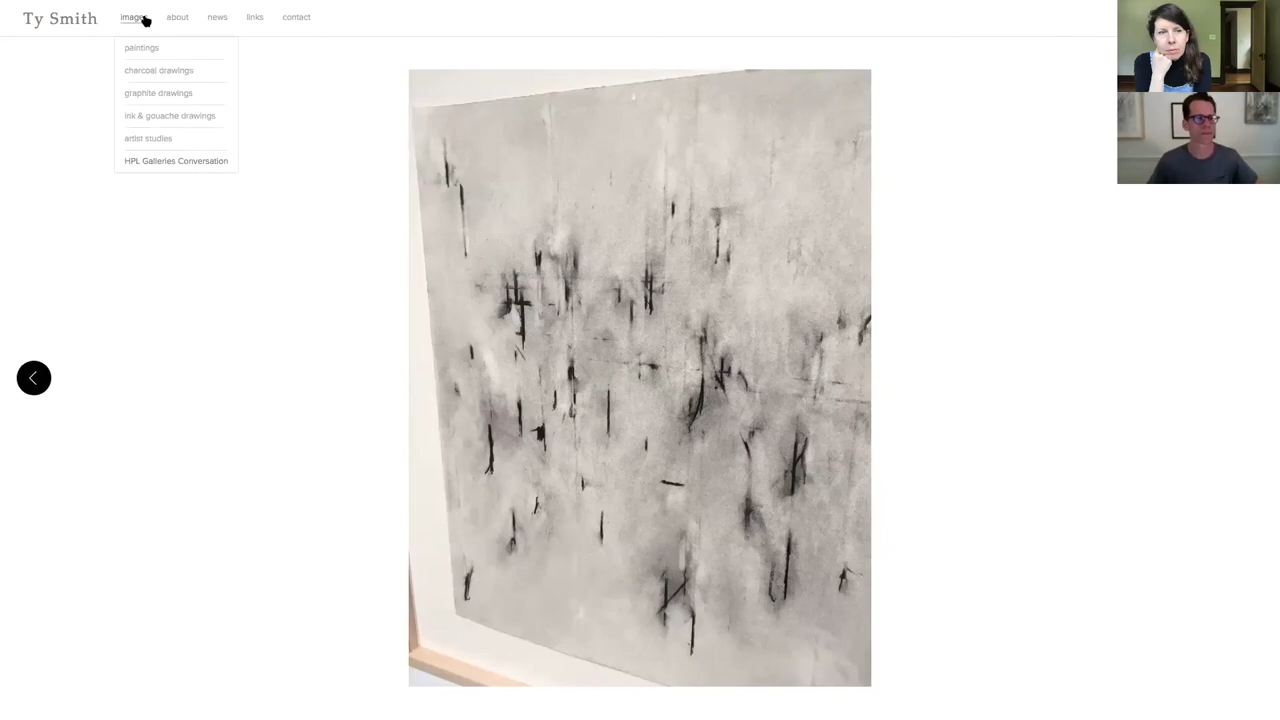 Ty Smith
images
about
news
links
contact
paintings
charcoal drawings
graphite drawings
ink & gouache drawings
artist studies
HPL Galleries Conversation